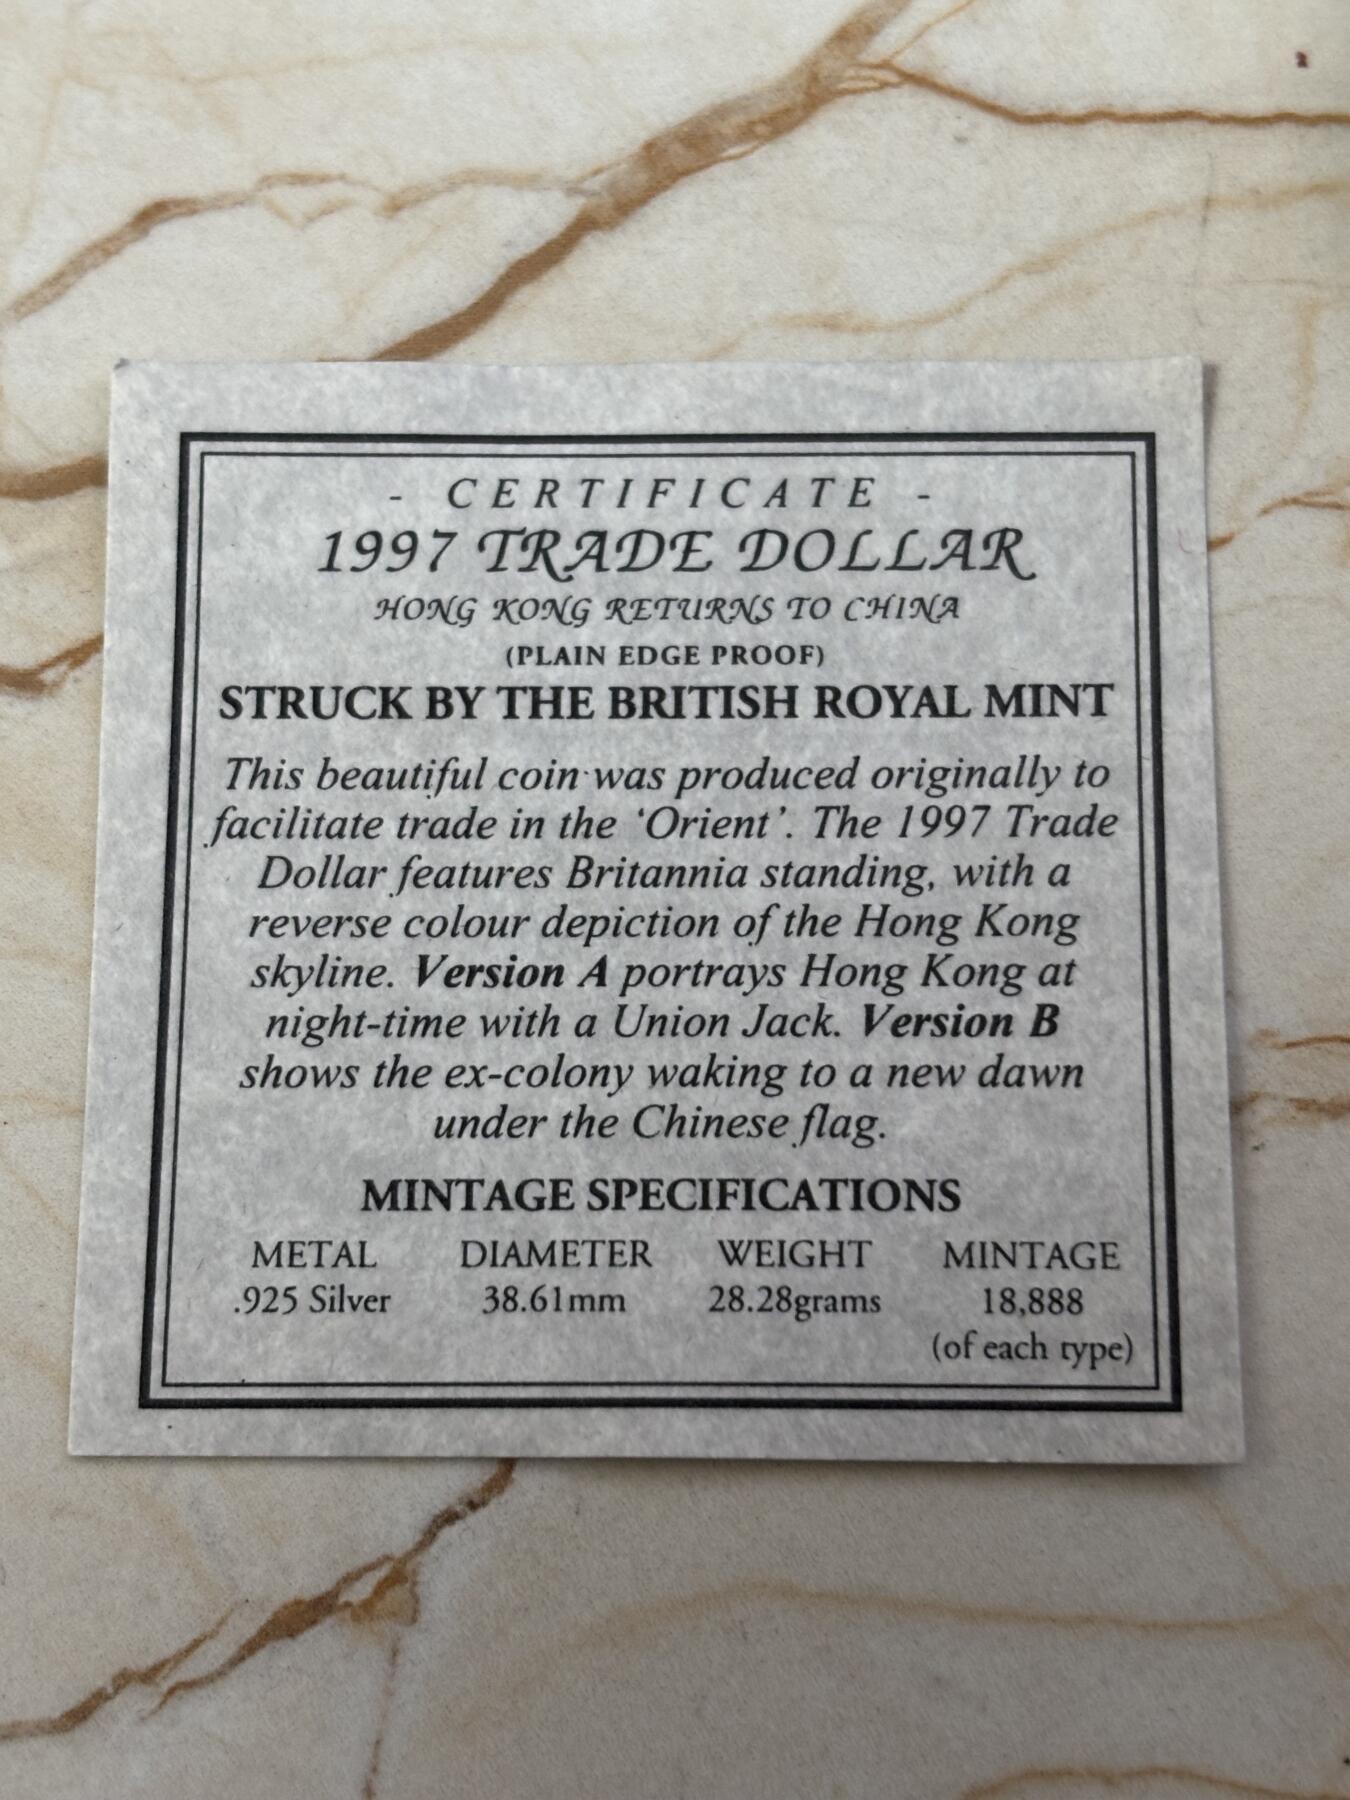 - CERTIFICATE -
1997 TRADE DOLLAR
HONG KONG RETURNS TO CHINA
(PLAIN EDGE PROOF)
STRUCK BY THE BRITISH ROYAL MINT
This beautiful coin was produced originally to
facilitate trade in the ‘Orient’. The 1997 Trade
Dollar features Britannia standing, with a
reverse colour depiction of the Hong Kong
skyline. Version A portrays Hong Kong at
night-time with a Union Jack. Version B
shows the ex-colony waking to a new dawn
under the Chinese flag.
MINTAGE SPECIFICATIONS
METAL DIAMETER WEIGHT MINTAGE
.925 Silver 38.61mm 28.28grams 18,888
(of each type)